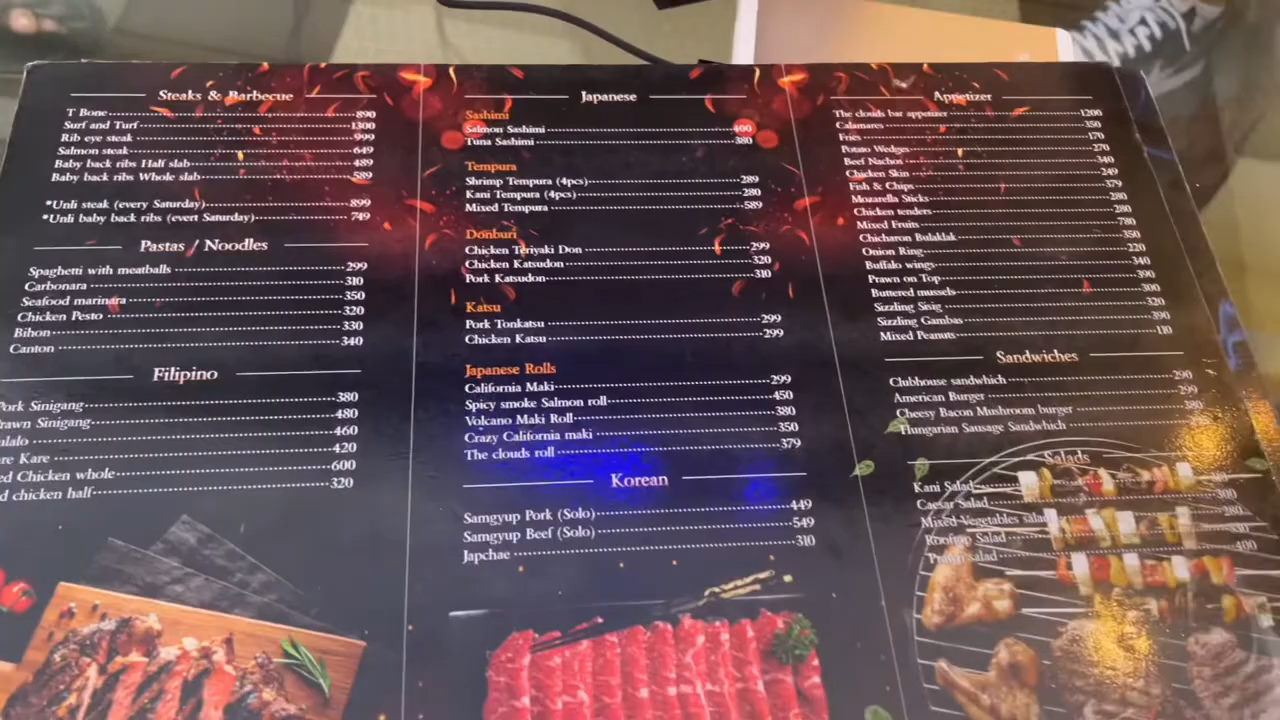 Steaks & Barbecue
T Bone 890
Surf and Turf 1300
Rib eye steak 999
Salmon steak 649
Baby back ribs Half slab 489
Baby back ribs Whole slab 589
*Unli steak (every Saturday) 899
*Unli baby back ribs (evert Saturday) 749
Pastas / Noodles
Spaghetti with meatballs 299
Carbonara 310
Seafood marinara 350
Chicken Pesto 320
Bihon 330
Canton 340
Filipino
Pork Sinigang 380
rawn Sinigang 480
ulalo 460
re Kare 420
ed Chicken whole 600
d chicken half 320
Japanese
Sashimi
Salmon Sashimi 400
Tuna Sashimi 380
Tempura
Shrimp Tempura (4pcs) 289
Kani Tempura (4pcs) 280
Mixed Tempura 589
Donburi
Chicken Teriyaki Don 299
Chicken Katsudon 320
Pork Katsudon 310
Katsu
Pork Tonkatsu 299
Chicken Katsu 299
Japanese Rolls
California Maki 299
Spicy smoke Salmon roll 450
Volcano Maki Roll 380
Crazy California maki 350
The clouds roll 379
Korean
Samgyup Pork (Solo) 449
Samgyup Beef (Solo) 549
Japchae 310
Appetizer
The clouds bar appetizer 1200
Calamares 350
Fries 170
Potato Wedges 270
Beef Nachos 340
Chicken Skin 249
Fish & Chips 379
Mozarella Sticks 280
Chicken tenders 280
Mixed Fruits 780
Chicharon Bulaklak 350
Onion Ring 220
Buffalo wings 340
Prawn on Top 390
Buttered mussels 300
Sizzling Sisig 320
Sizzling Gambas 390
Mixed Peanuts 110
Sandwiches
Clubhouse sandwhich 290
American Burger 299
Cheesy Bacon Mushroom burger 380
Hungarian Sausage Sandwhich
Salads
Kani Salad
Caesar Salad 300
Mixed Vegetables salad 280
Rooftop Salad
Prawn salad 400